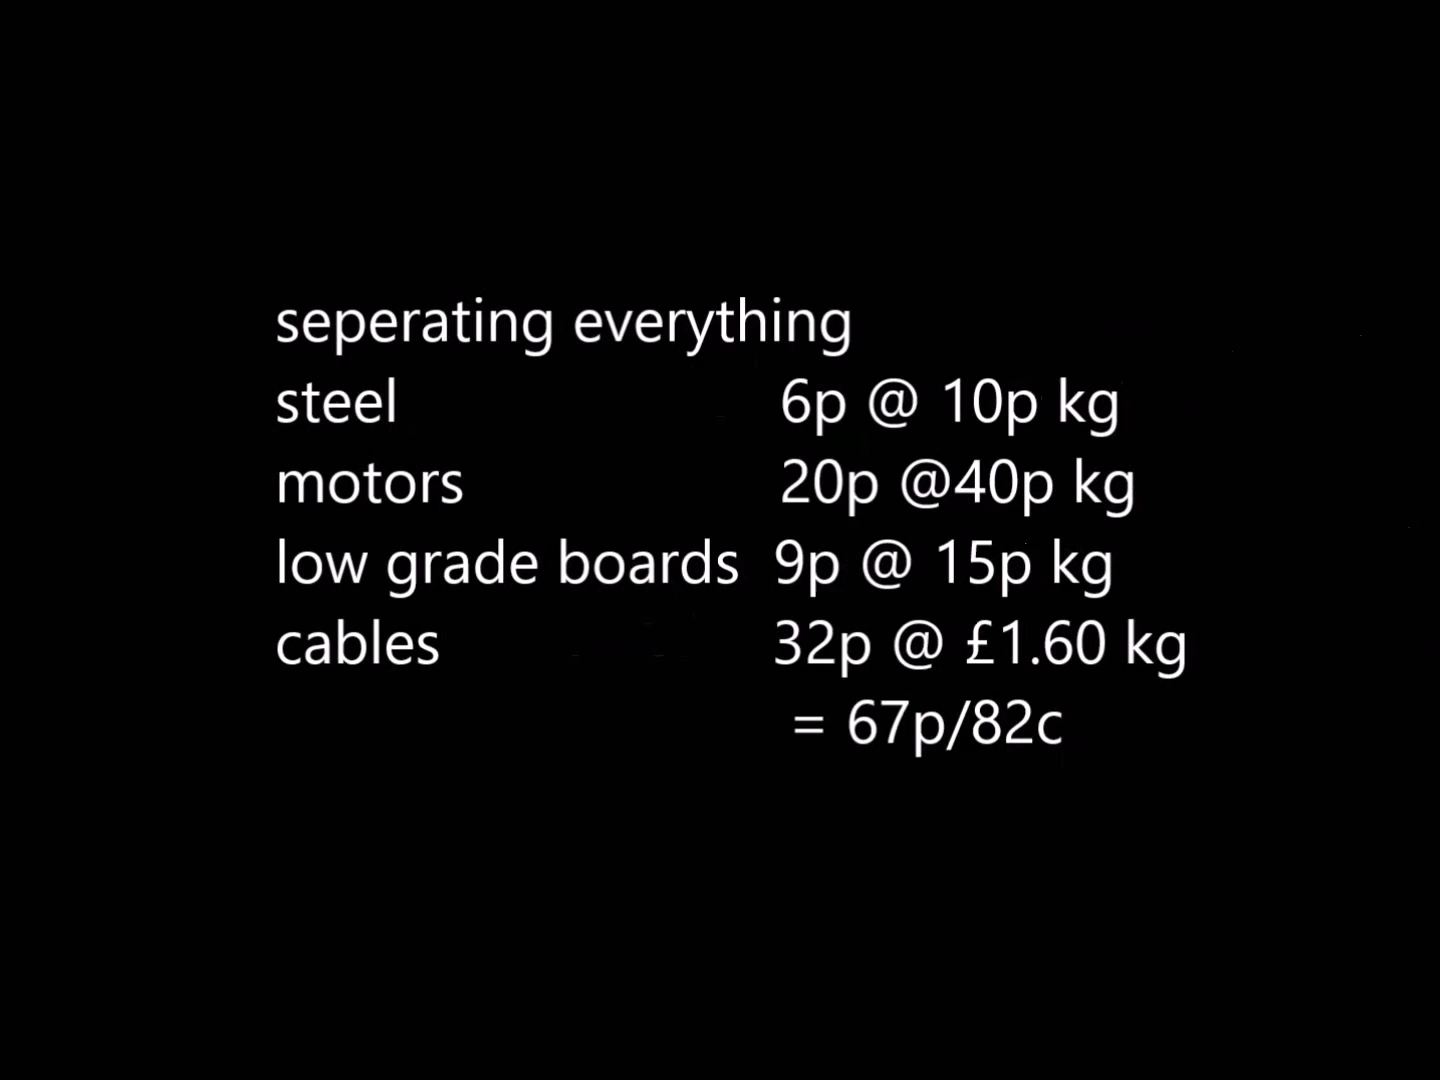 seperating everything
steel 6p @ 10p kg
motors 20p @40p kg
low grade boards 9p @ 15p kg
cables 32p @ £1.60 kg
= 67p/82c